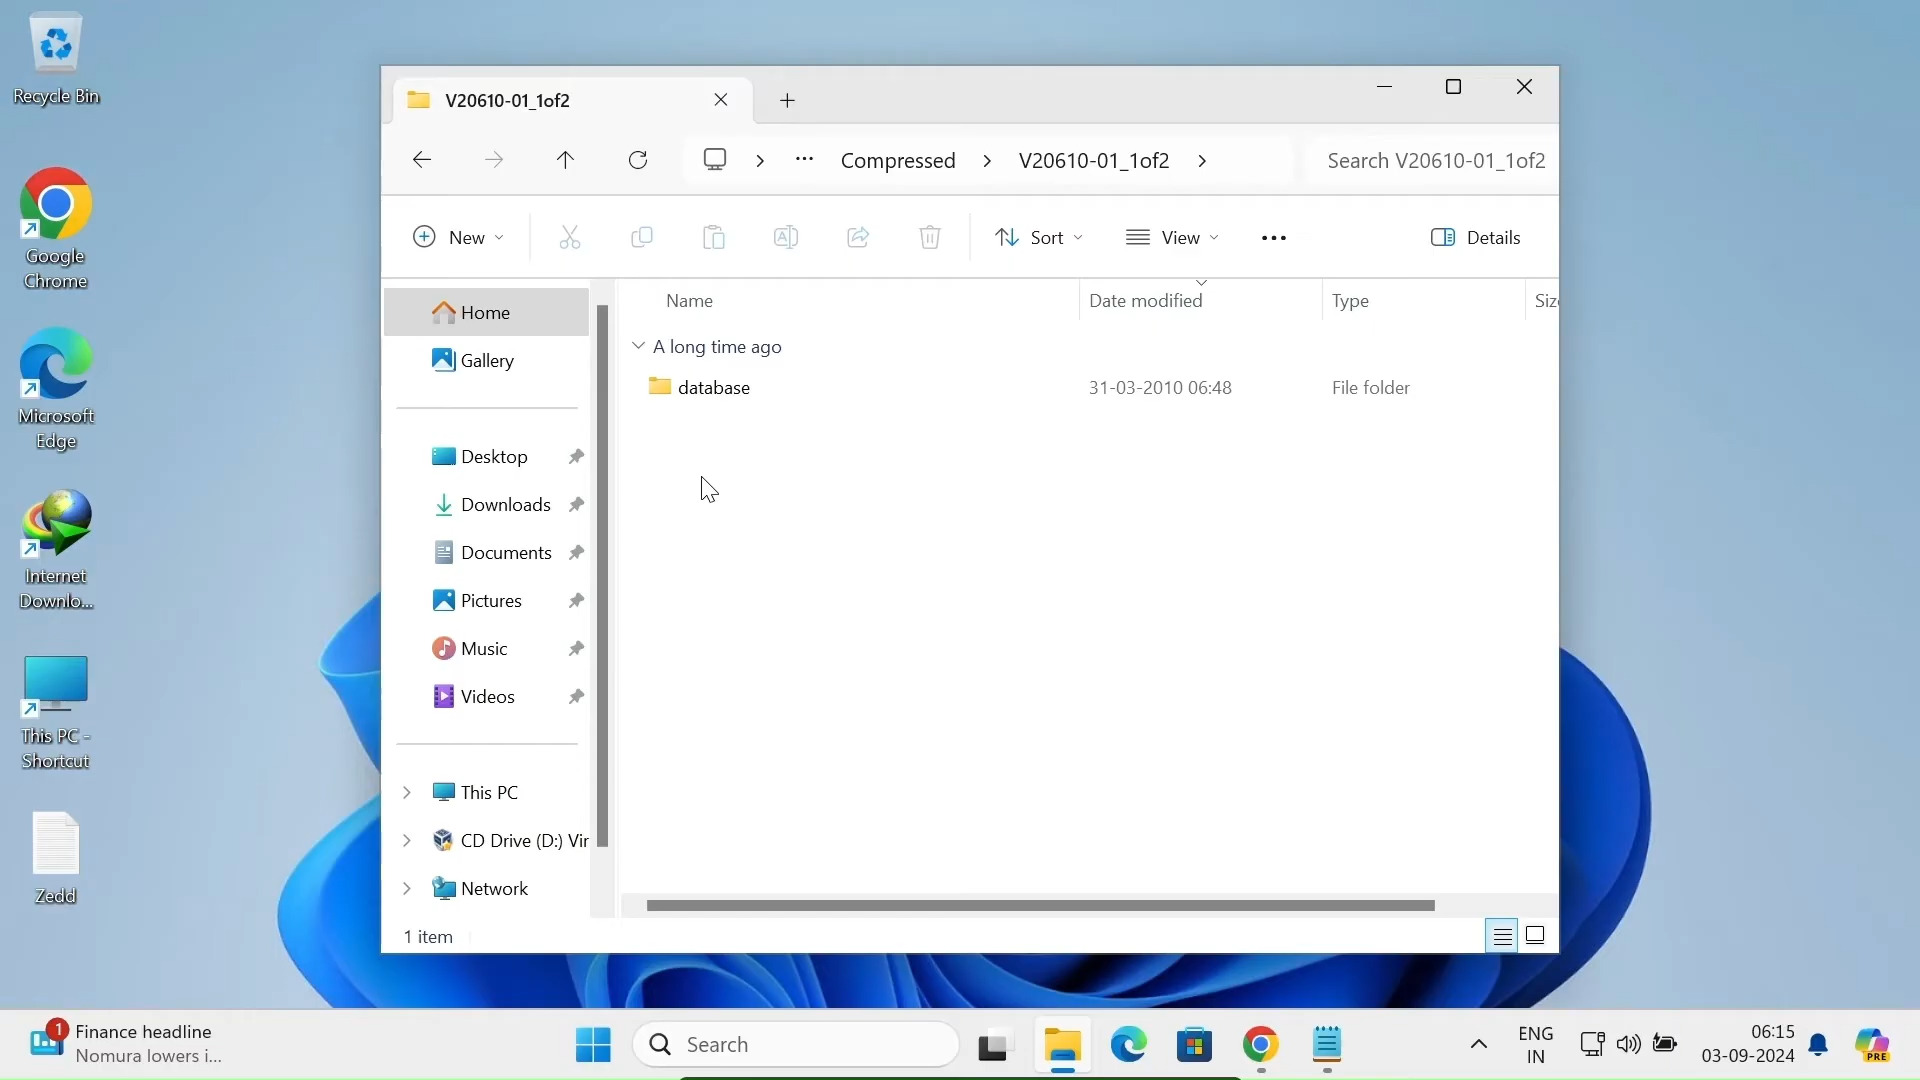 Recycle Bin
Google
Chrome
Microsoft
Edge
Internet
Downlo...
This PC -
Shortcut
Zedd
V20610-01_1of2
Compressed
V20610-01_1of2
Search V20610-01_1of2
New
Sort
View
Details
Name
Date modified
Type
Size
A long time ago
database
31-03-2010 06:48
File folder
Home
Gallery
Desktop
Downloads
Documents
Pictures
Music
Videos
This PC
CD Drive (D:) Vir
Network
1 item
1
Finance headline
Nomura lowers i...
Search
ENG
IN
06:15
03-09-2024
PRE